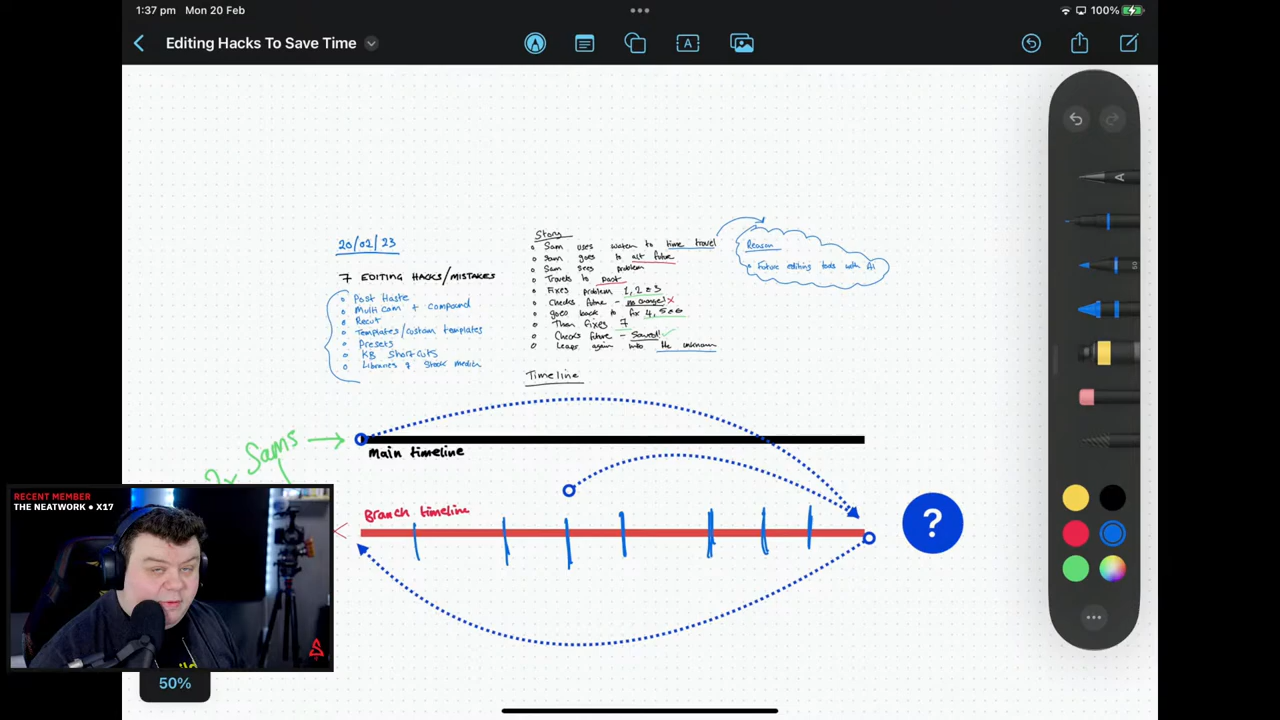 1:37 pm Mon 20 Feb
100%
Editing Hacks To Save Time
A
A
50
20/02/23
7 EDITING HACKS/MISTAKES
Post Haste
Multi cam + compound
Recut
Templates/custom templates
Presets
KB Shortcuts
Libraries & Stock media
Story
Sam uses watch to time travel
Sam goes to alt future
Sam sees problem
Travels to past
Fixes problem 1, 2 & 3
Checks future - no change! X
Goes back to fix 4, 5 & 6
Then fixes 7
Checks future - Saved! ✓
Leaps again into the unknown
Reason
Future editing tools with AI
Timeline
2x Sams
Main timeline
Branch timeline
?
RECENT MEMBER
THE NEATWORK • X17
50%